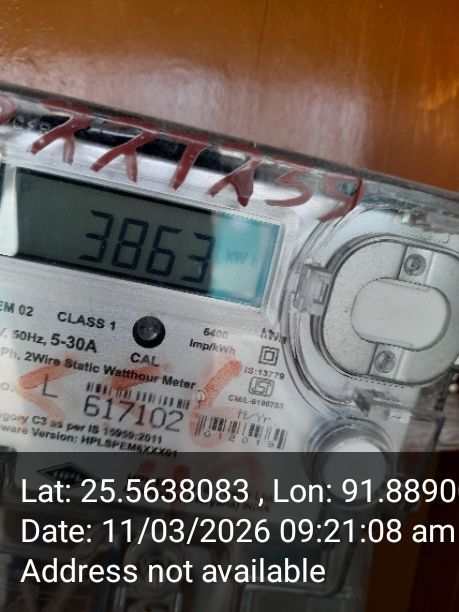 3863
EM 02
CLASS 1
6400
Imp/kWh
kWh
50Hz, 5-30A
CAL
Ph, 2Wire Static Watthour Meter
IS:13779
CM/L-9190783
L
617102
egory C3 as per IS 15959:2011
ware Version: HPLSPEM6XXX01
INDIA
Lat: 25.5638083 , Lon: 91.8890
Date: 11/03/2026 09:21:08 am
Address not available